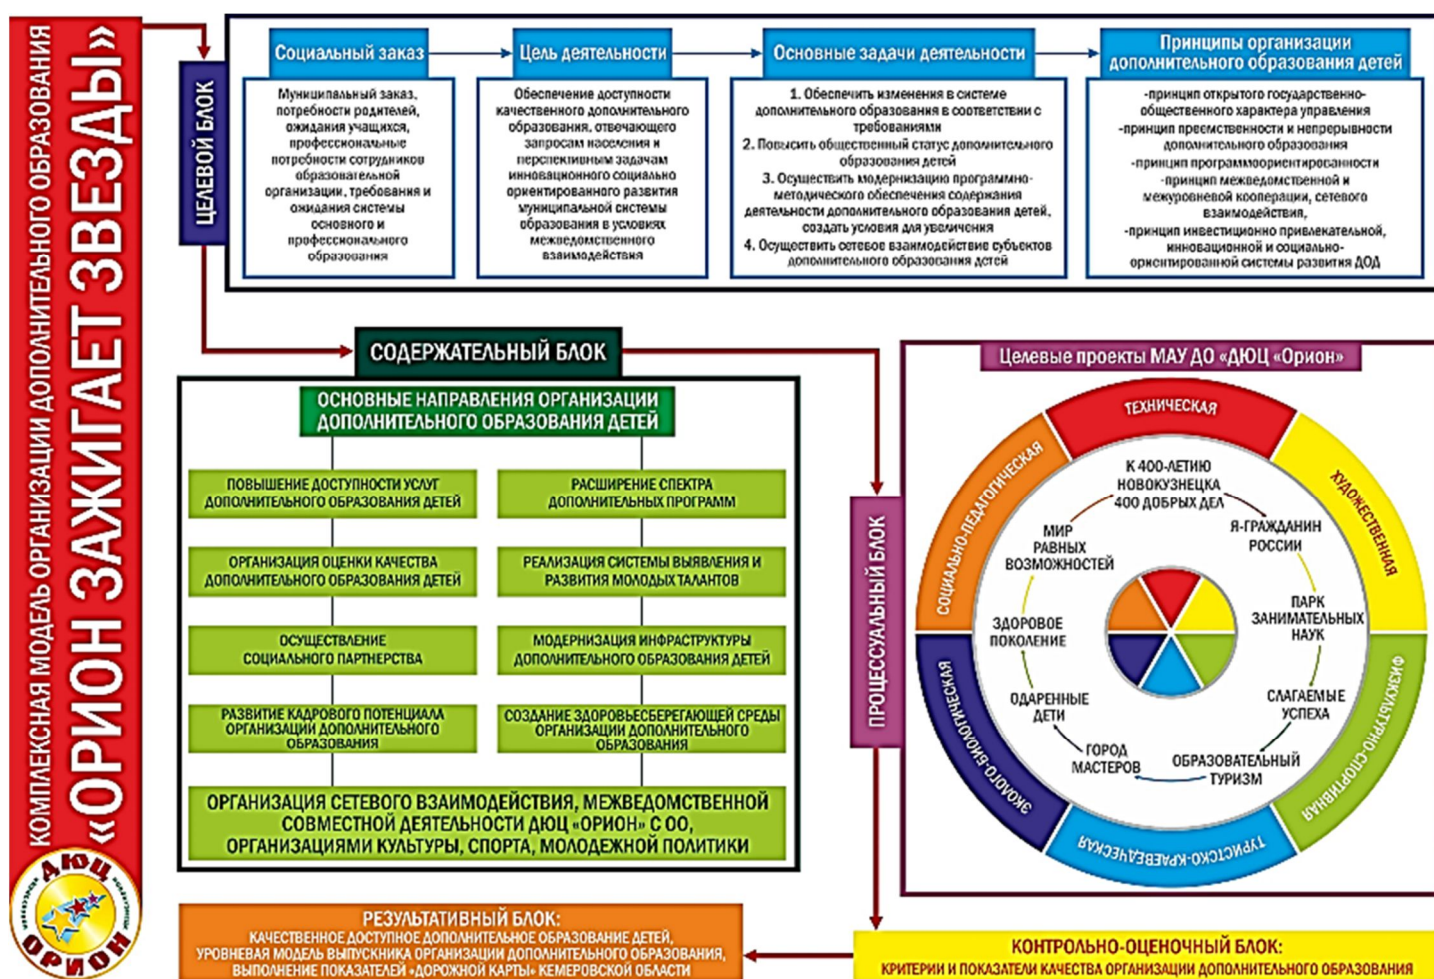 КОМПЛЕКСНАЯ МОДЕЛЬ ОРГАНИЗАЦИИ ДОПОЛНИТЕЛЬНОГО ОБРАЗОВАНИЯ
«ОРИОН ЗАЖИГАЕТ ЗВЕЗДЫ»
ДЮЦ
ОРИОН
ЦЕЛЕВОЙ БЛОК
Социальный заказ
Муниципальный заказ,
потребности родителей,
ожидания учащихся,
профессиональные
потребности сотрудников
образовательной
организации, требования и
ожидания системы
основного и
профессионального
образования
Цель деятельности
Обеспечение доступности
качественного дополнительного
образования, отвечающего
запросам населения и
перспективным задачам
инновационного социально
ориентированного развития
муниципальной системы
образования в условиях
межведомственного
взаимодействия
Основные задачи деятельности
1. Обеспечить изменения в системе
дополнительного образования в соответствии с
требованиями
2. Повысить общественный статус дополнительного
образования детей
3. Осуществить модернизацию программно-
методического обеспечения содержания
деятельности дополнительного образования детей,
создать условия для увеличения
4. Осуществить сетевое взаимодействие субъектов
дополнительного образования детей
Принципы организации
дополнительного образования детей
-принцип открытого государственно-
общественного характера управления
-принцип преемственности и непрерывности
дополнительного образования
-принцип программоориентированности
-принцип межведомственной и
межуровневой кооперации, сетевого
взаимодействия,
-принцип инвестиционно привлекательной,
инновационной и социально-
ориентированной системы развития ДОД
СОДЕРЖАТЕЛЬНЫЙ БЛОК
ОСНОВНЫЕ НАПРАВЛЕНИЯ ОРГАНИЗАЦИИ
ДОПОЛНИТЕЛЬНОГО ОБРАЗОВАНИЯ ДЕТЕЙ
ПОВЫШЕНИЕ ДОСТУПНОСТИ УСЛУГ
ДОПОЛНИТЕЛЬНОГО ОБРАЗОВАНИЯ ДЕТЕЙ
РАСШИРЕНИЕ СПЕКТРА
ДОПОЛНИТЕЛЬНЫХ ПРОГРАММ
ОРГАНИЗАЦИЯ ОЦЕНКИ КАЧЕСТВА
ДОПОЛНИТЕЛЬНОГО ОБРАЗОВАНИЯ ДЕТЕЙ
РЕАЛИЗАЦИЯ СИСТЕМЫ ВЫЯВЛЕНИЯ И
РАЗВИТИЯ МОЛОДЫХ ТАЛАНТОВ
ОСУЩЕСТВЛЕНИЕ
СОЦИАЛЬНОГО ПАРТНЕРСТВА
МОДЕРНИЗАЦИЯ ИНФРАСТРУКТУРЫ
ДОПОЛНИТЕЛЬНОГО ОБРАЗОВАНИЯ ДЕТЕЙ
РАЗВИТИЕ КАДРОВОГО ПОТЕНЦИАЛА
ОРГАНИЗАЦИЙ ДОПОЛНИТЕЛЬНОГО
ОБРАЗОВАНИЯ
СОЗДАНИЕ ЗДОРОВЬЕСБЕРЕГАЮЩЕЙ СРЕДЫ
ОРГАНИЗАЦИИ ДОПОЛНИТЕЛЬНОГО
ОБРАЗОВАНИЯ
ОРГАНИЗАЦИЯ СЕТЕВОГО ВЗАИМОДЕЙСТВИЯ, МЕЖВЕДОМСТВЕННОЙ
СОВМЕСТНОЙ ДЕЯТЕЛЬНОСТИ ДЮЦ «ОРИОН» С ОО,
ОРГАНИЗАЦИЯМИ КУЛЬТУРЫ, СПОРТА, МОЛОДЕЖНОЙ ПОЛИТИКИ
ПРОЦЕССУАЛЬНЫЙ БЛОК
Целевые проекты МАУ ДО «ДЮЦ «Орион»
ТЕХНИЧЕСКАЯ
ХУДОЖЕСТВЕННАЯ
ФИЗКУЛЬТУРНО-СПОРТИВНАЯ
ТУРИСТСКО-КРАЕВЕДЧЕСКАЯ
ЭКОЛОГО-БИОЛОГИЧЕСКАЯ
СОЦИАЛЬНО-ПЕДАГОГИЧЕСКАЯ
К 400-ЛЕТИЮ
НОВОКУЗНЕЦКА
400 ДОБРЫХ ДЕЛ
Я-ГРАЖДАНИН
РОССИИ
ПАРК
ЗАНИМАТЕЛЬНЫХ
НАУК
СЛАГАЕМЫЕ
УСПЕХА
ОБРАЗОВАТЕЛЬНЫЙ
ТУРИЗМ
ГОРОД
МАСТЕРОВ
ОДАРЕННЫЕ
ДЕТИ
ЗДОРОВОЕ
ПОКОЛЕНИЕ
МИР
РАВНЫХ
ВОЗМОЖНОСТЕЙ
РЕЗУЛЬТАТИВНЫЙ БЛОК:
КАЧЕСТВЕННОЕ ДОСТУПНОЕ ДОПОЛНИТЕЛЬНОЕ ОБРАЗОВАНИЕ ДЕТЕЙ,
УРОВНЕВАЯ МОДЕЛЬ ВЫПУСКНИКА ОРГАНИЗАЦИИ ДОПОЛНИТЕЛЬНОГО ОБРАЗОВАНИЯ,
ВЫПОЛНЕНИЕ ПОКАЗАТЕЛЕЙ «ДОРОЖНОЙ КАРТЫ» КЕМЕРОВСКОЙ ОБЛАСТИ
КОНТРОЛЬНО-ОЦЕНОЧНЫЙ БЛОК:
КРИТЕРИИ И ПОКАЗАТЕЛИ КАЧЕСТВА ОРГАНИЗАЦИИ ДОПОЛНИТЕЛЬНОГО ОБРАЗОВАНИЯ